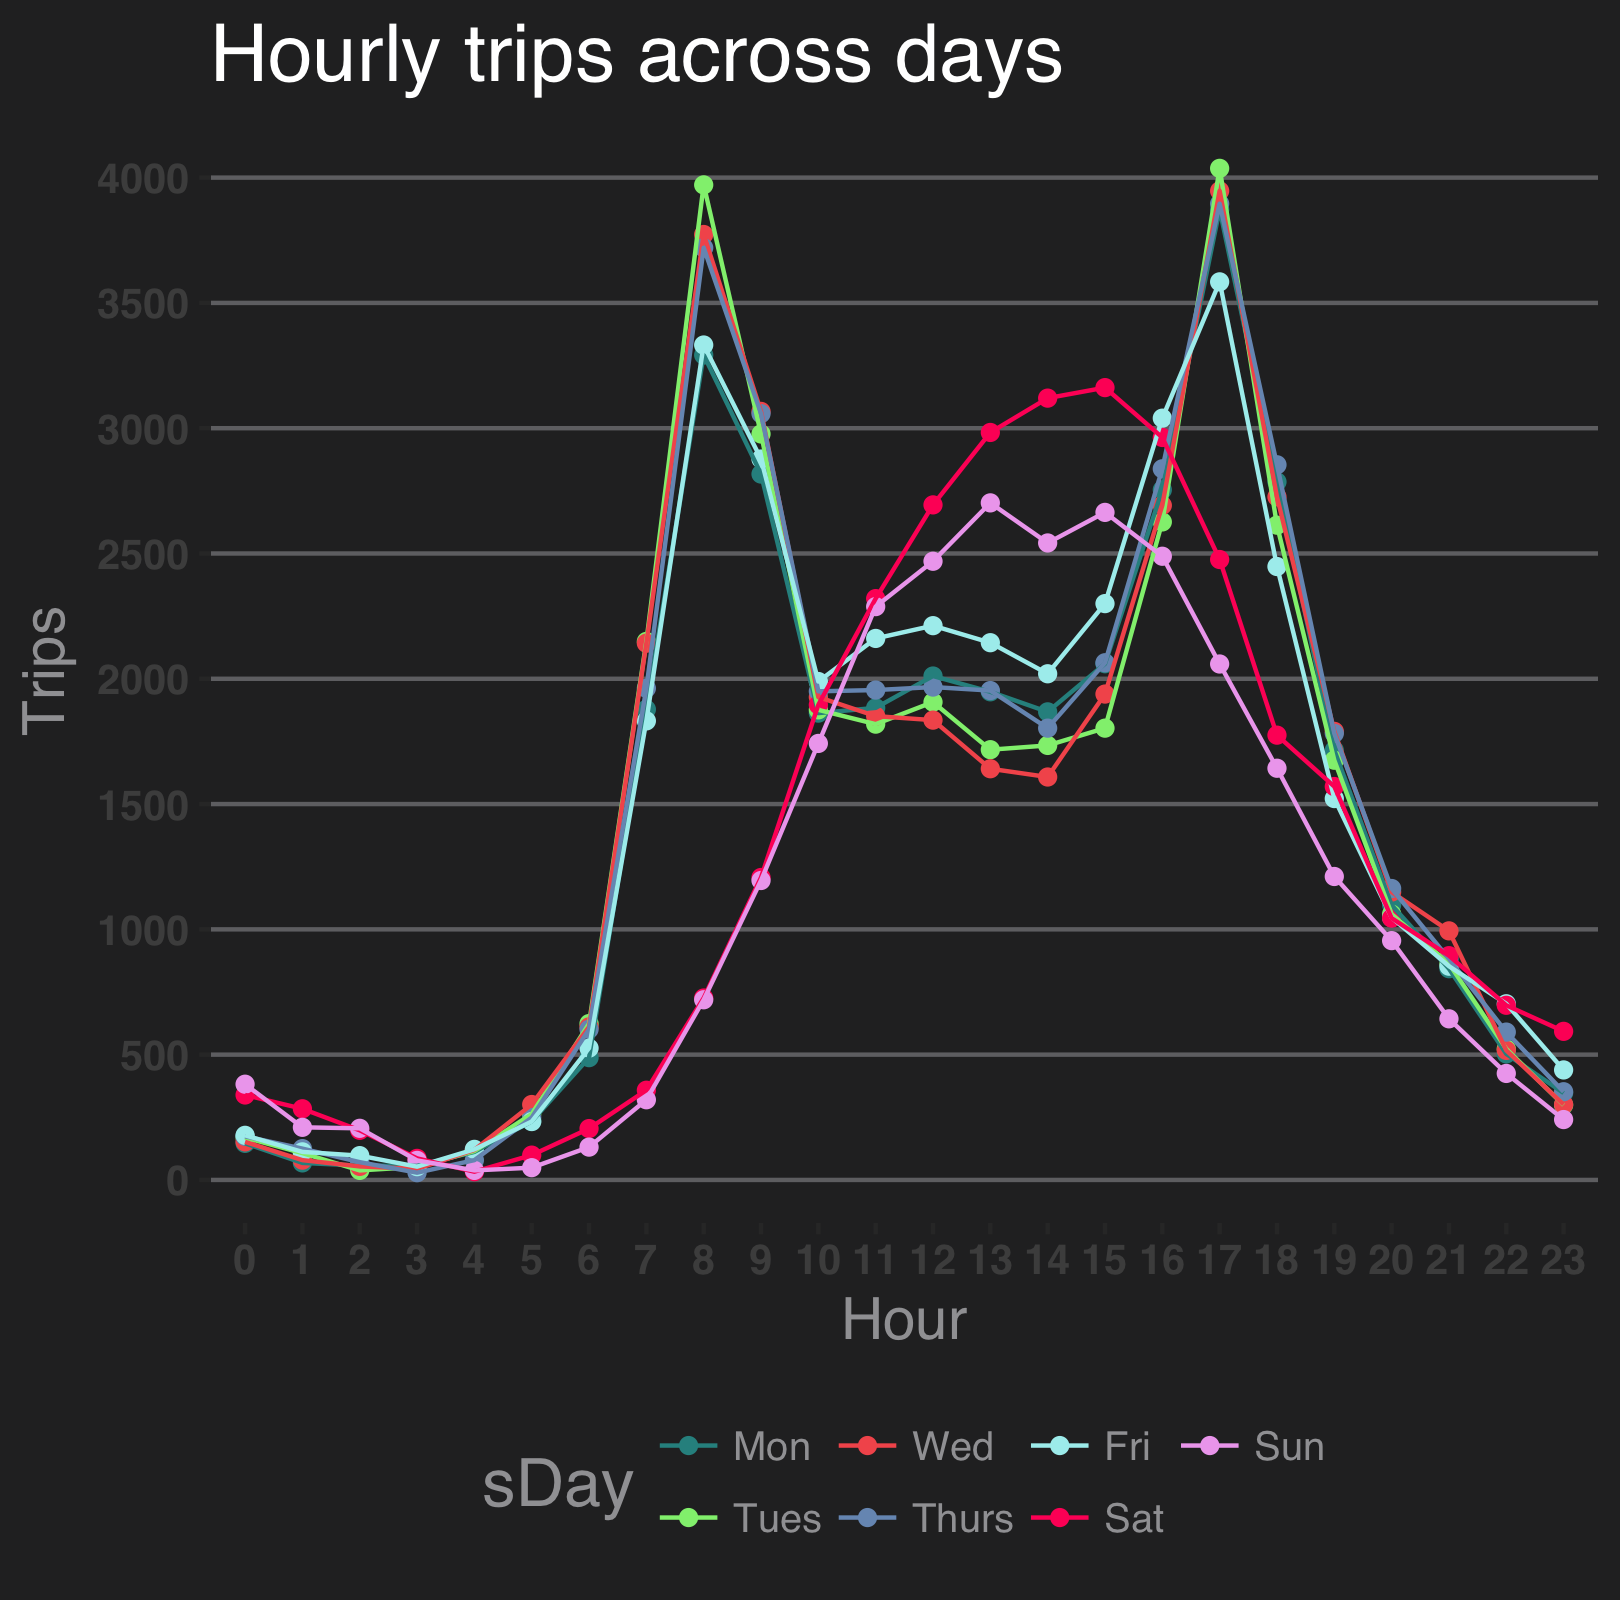 Hourly trips across days
4000
3500
3000
2500
2000
1500
1000
500
0
Trips
0 1 2 3 4 5 6 7 8 9 10 11 12 13 14 15 16 17 18 19 20 21 22 23
Hour
sDay
Mon Wed Fri Sun
Tues Thurs Sat